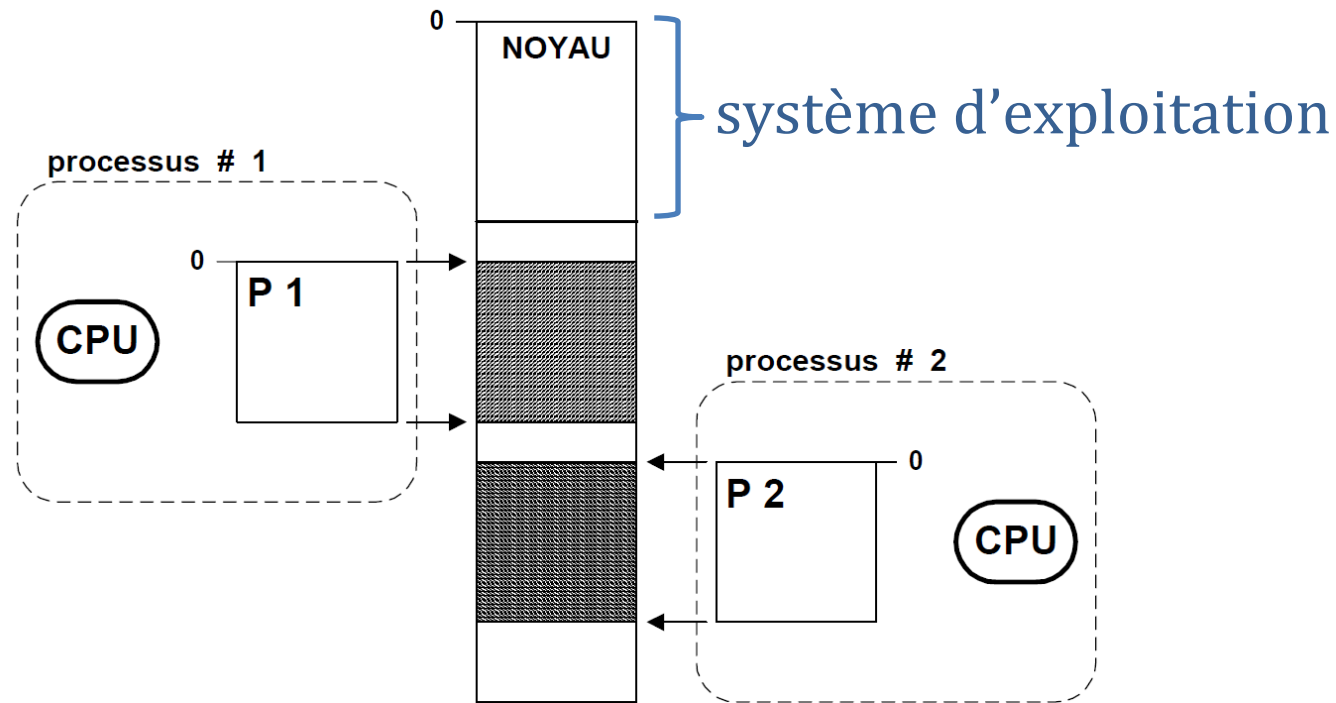 0
NOYAU
système d’exploitation
processus # 1
0
P 1
CPU
processus # 2
0
P 2
CPU